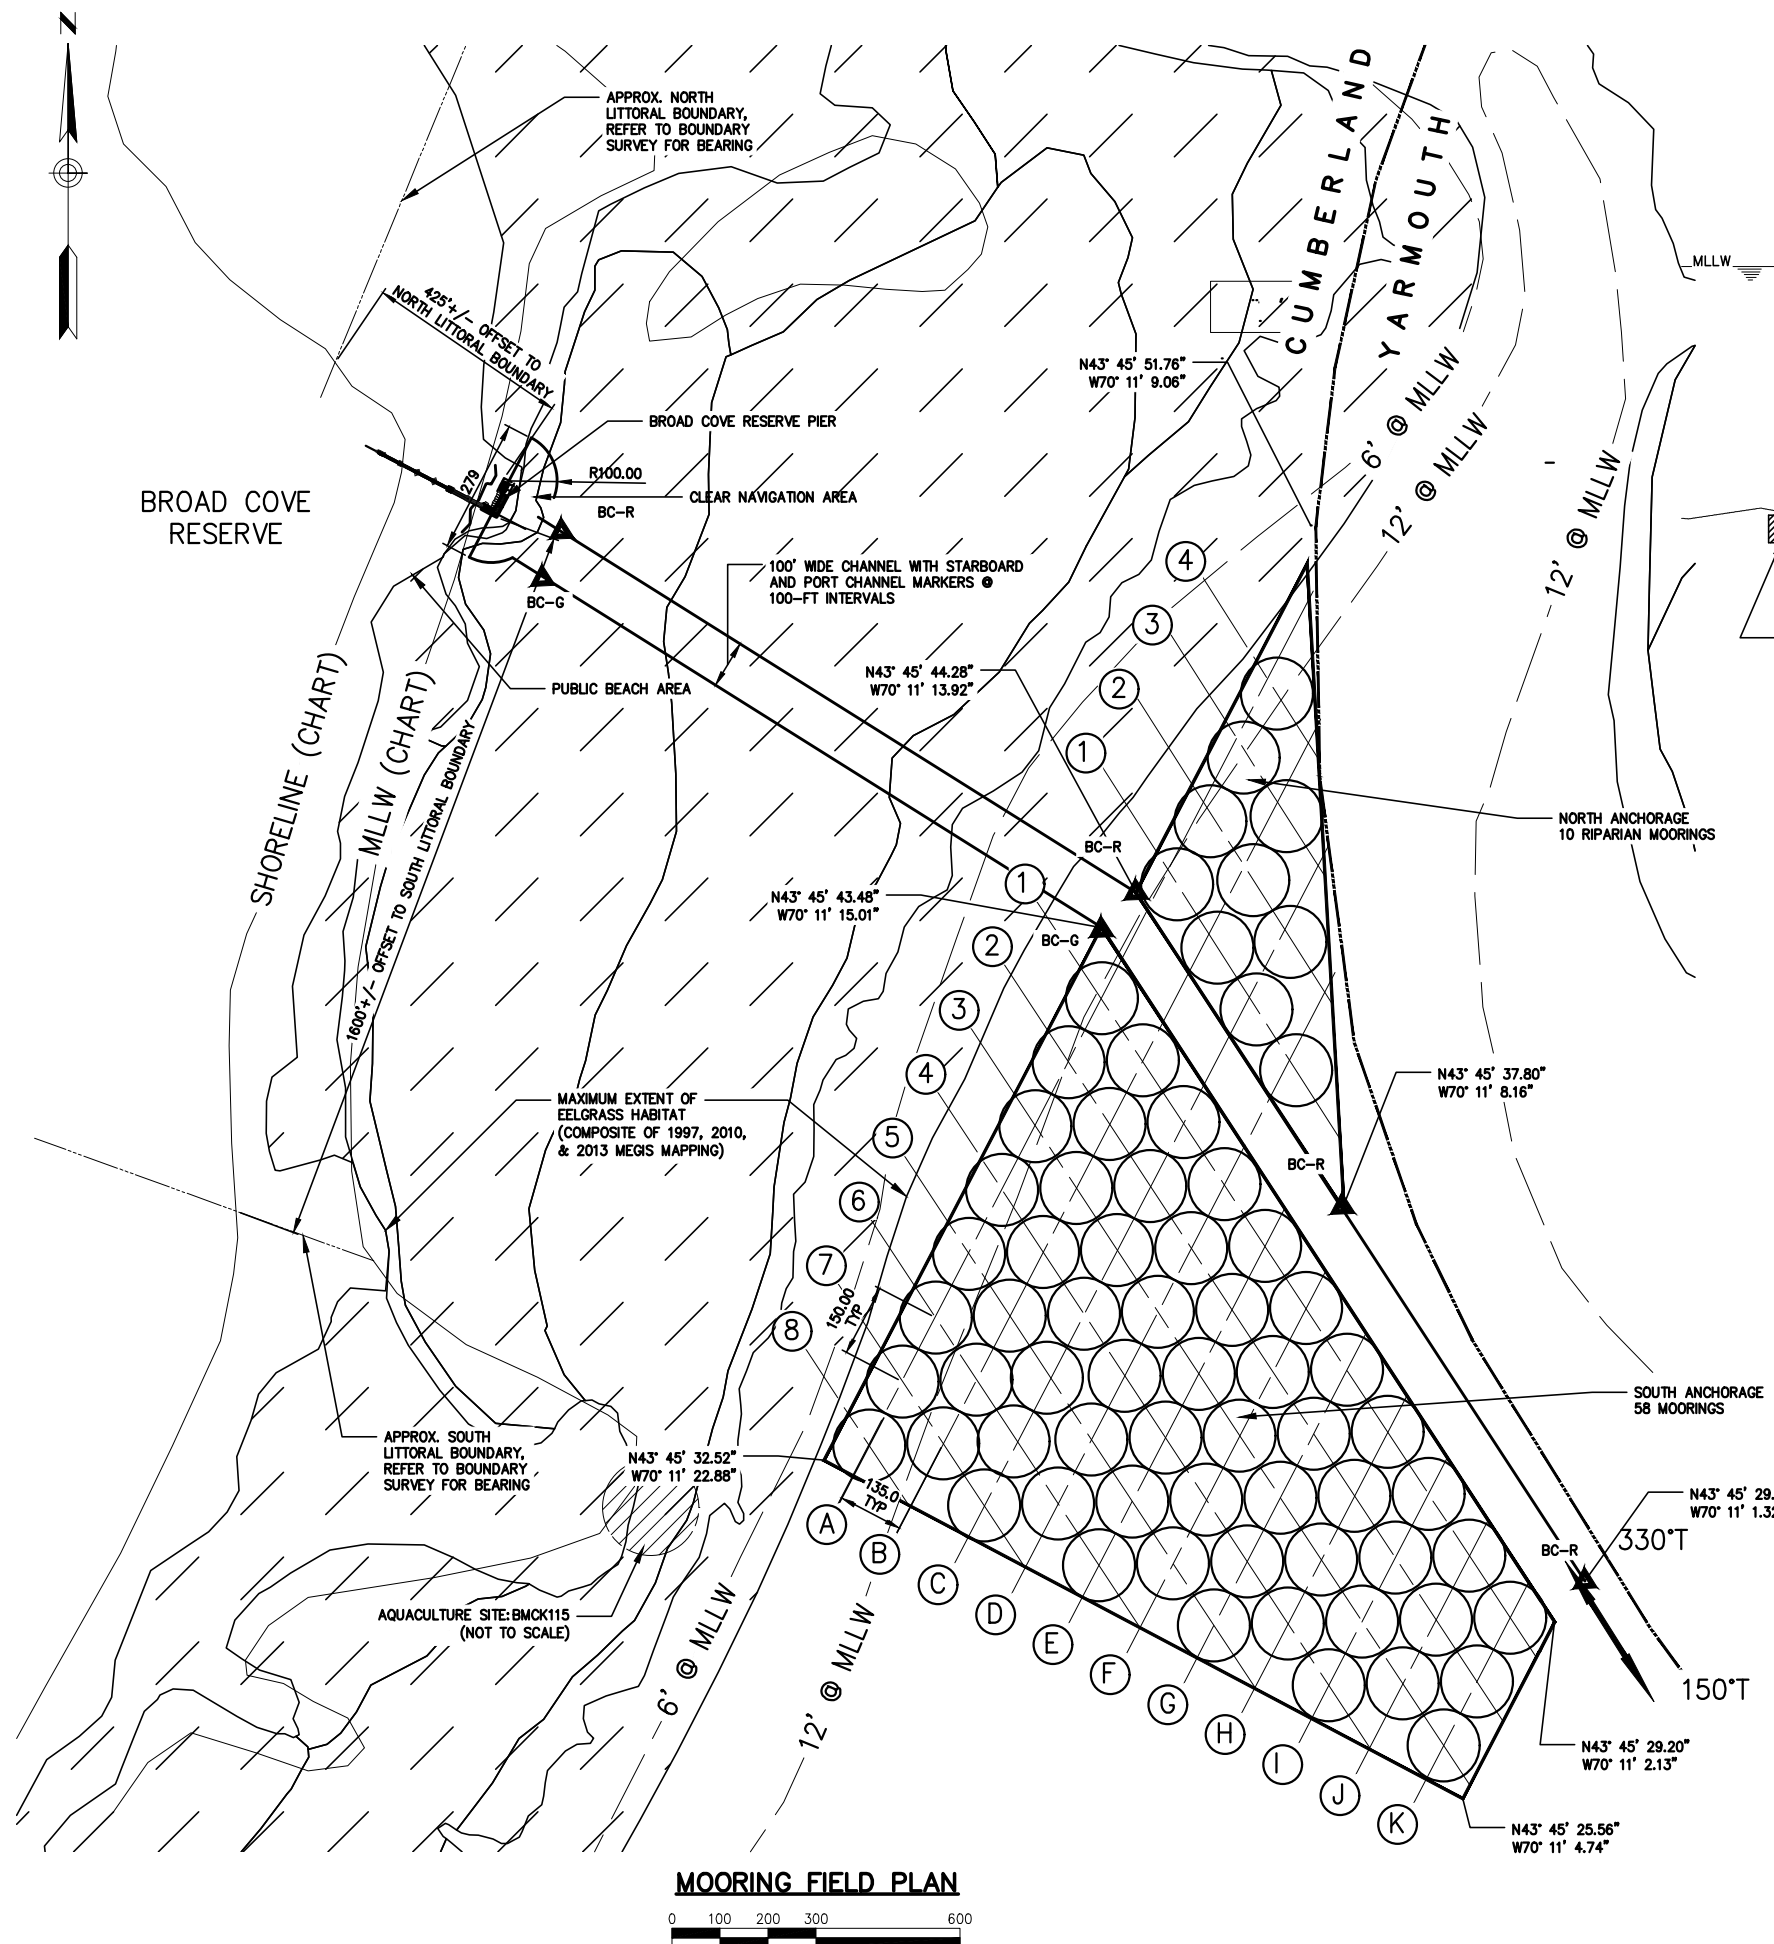 N
APPROX. NORTH
LITTORAL BOUNDARY,
REFER TO BOUNDARY
SURVEY FOR BEARING
CUMBERLAND
YARMOUTH
MLLW
425'+/- OFFSET TO
NORTH LITTORAL BOUNDARY
N43° 45' 51.76"
W70° 11' 9.06"
6' @ MLLW
12' @ MLLW
12' @ MLLW
BROAD COVE RESERVE PIER
279
R100.00
CLEAR NAVIGATION AREA
BC-R
BROAD COVE
RESERVE
100' WIDE CHANNEL WITH STARBOARD
AND PORT CHANNEL MARKERS @
100-FT INTERVALS
BC-G
4
3
2
1
N43° 45' 44.28"
W70° 11' 13.92"
PUBLIC BEACH AREA
SHORELINE (CHART)
MLLW (CHART)
1600'+/- OFFSET TO SOUTH LITTORAL BOUNDARY
NORTH ANCHORAGE
10 RIPARIAN MOORINGS
BC-R
N43° 45' 43.48"
W70° 11' 15.01"
BC-G
1
2
3
4
5
6
7
8
N43° 45' 37.80"
W70° 11' 8.16"
MAXIMUM EXTENT OF
EELGRASS HABITAT
(COMPOSITE OF 1997, 2010,
& 2013 MEGIS MAPPING)
BC-R
150.00
TYP
SOUTH ANCHORAGE
58 MOORINGS
APPROX. SOUTH
LITTORAL BOUNDARY,
REFER TO BOUNDARY
SURVEY FOR BEARING
N43° 45' 32.52"
W70° 11' 22.88"
135.0
TYP
N43° 45' 29.
W70° 11' 1.32
330°T
BC-R
A
B
C
D
E
F
G
H
I
J
K
AQUACULTURE SITE:BMCK115
(NOT TO SCALE)
6' @ MLLW
12' @ MLLW
150°T
N43° 45' 29.20"
W70° 11' 2.13"
N43° 45' 25.56"
W70° 11' 4.74"
MOORING FIELD PLAN
0 100 200 300 600